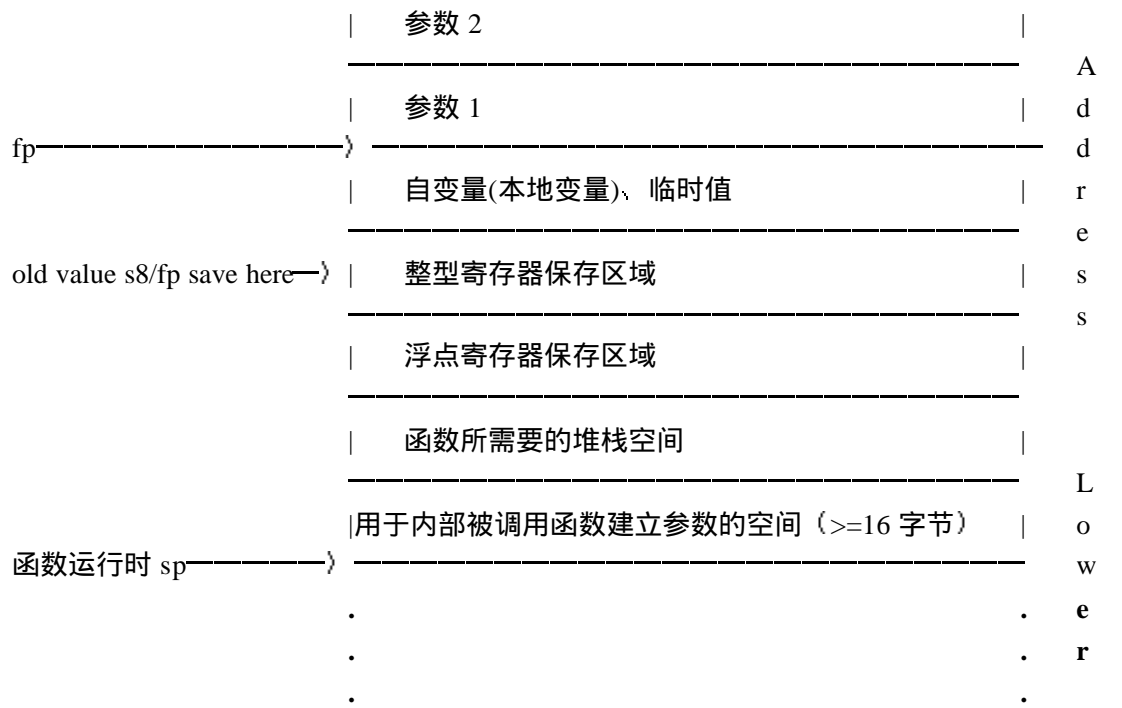 | 参数 2 |
———————————————————————— A
| 参数 1 | d
fp———————————〉 ———————————————————————— d
| 自变量(本地变量)、临时值 | r
———————————————————————— e
old value s8/fp save here—〉 | 整型寄存器保存区域 | s
———————————————————————— s
| 浮点寄存器保存区域 |
————————————————————————
| 函数所需要的堆栈空间 |
———————————————————————— L
|用于内部被调用函数建立参数的空间（>=16 字节） | o
函数运行时 sp—————〉 ———————————————————————— w
. . e
. . r
. .